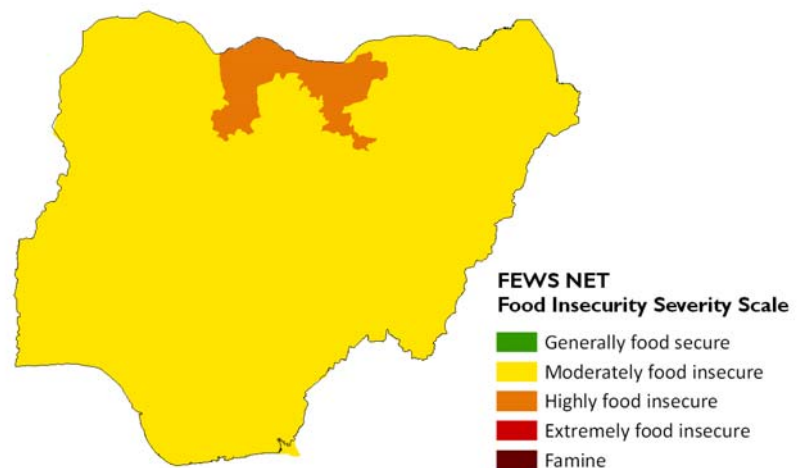 FEWS NET
Food Insecurity Severity Scale
Generally food secure
Moderately food insecure
Highly food insecure
Extremely food insecure
Famine